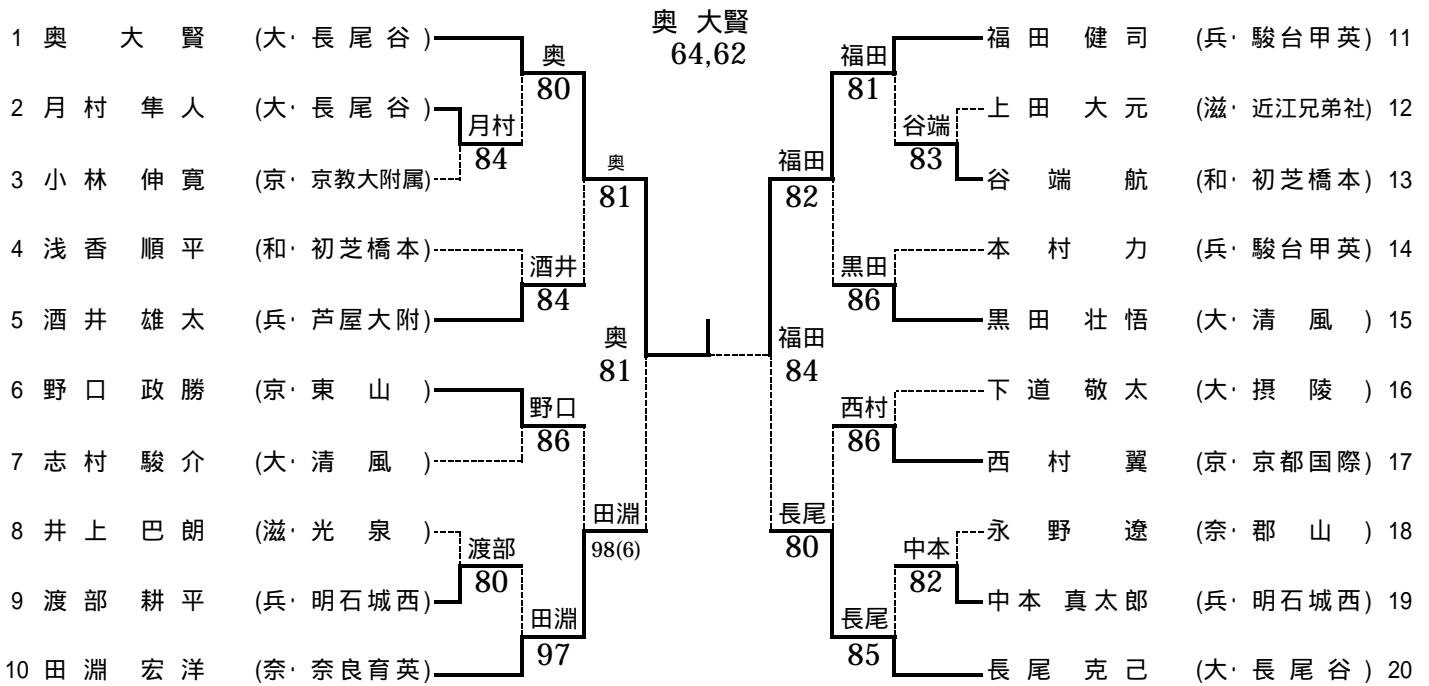 奥 大賢
64,62
1 奥 大 賢 (大・長尾谷)
2 月村 隼人 (大・長尾谷)
3 小林 伸寛 (京・京教大附属)
4 浅香 順平 (和・初芝橋本)
5 酒井 雄太 (兵・芦屋大附)
6 野口 政勝 (京・東山)
7 志村 駿介 (大・清風)
8 井上 巴朗 (滋・光泉)
9 渡部 耕平 (兵・明石城西)
10 田淵 宏洋 (奈・奈良育英)
奥
80
月村
84
酒井
84
野口
86
渡部
80
田淵
97
奥
81
田淵
98(6)
奥
81
福田
84
福田
82
長尾
80
福田
81
谷端
83
黒田
86
西村
86
中本
82
長尾
85
福田 健司 (兵・駿台甲英) 11
上田 大元 (滋・近江兄弟社) 12
谷端 航 (和・初芝橋本) 13
本村 力 (兵・駿台甲英) 14
黒田 壮悟 (大・清風) 15
下道 敬太 (大・摂陵) 16
西村 翼 (京・京都国際) 17
永野 遼 (奈・郡山) 18
中本 真太郎 (兵・明石城西) 19
長尾 克己 (大・長尾谷) 20